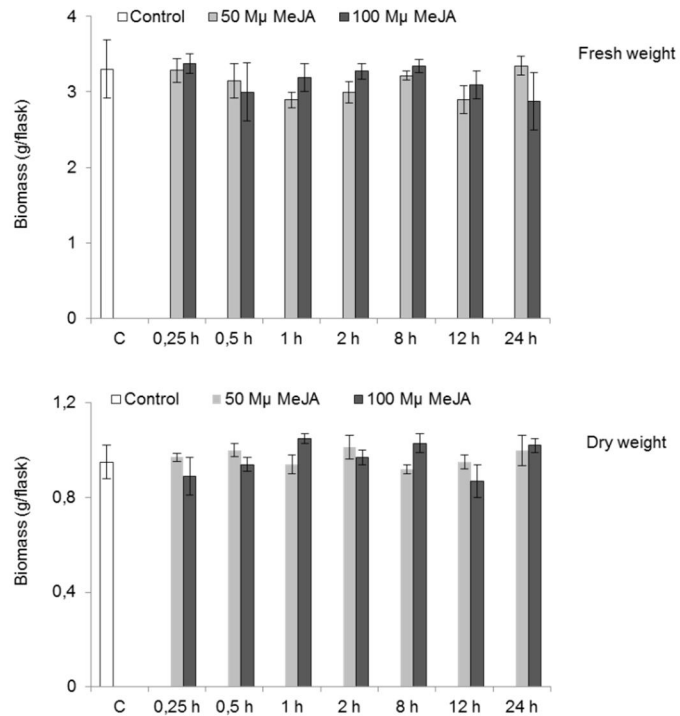 Control 50 Mµ MeJA 100 Mµ MeJA
Fresh weight
Biomass (g/flask)
4
3
2
1
0
C 0,25 h 0,5 h 1 h 2 h 8 h 12 h 24 h
Control 50 Mµ MeJA 100 Mµ MeJA
Dry weight
Biomass (g/flask)
1,2
0,8
0,4
0
C 0,25 h 0,5 h 1 h 2 h 8 h 12 h 24 h